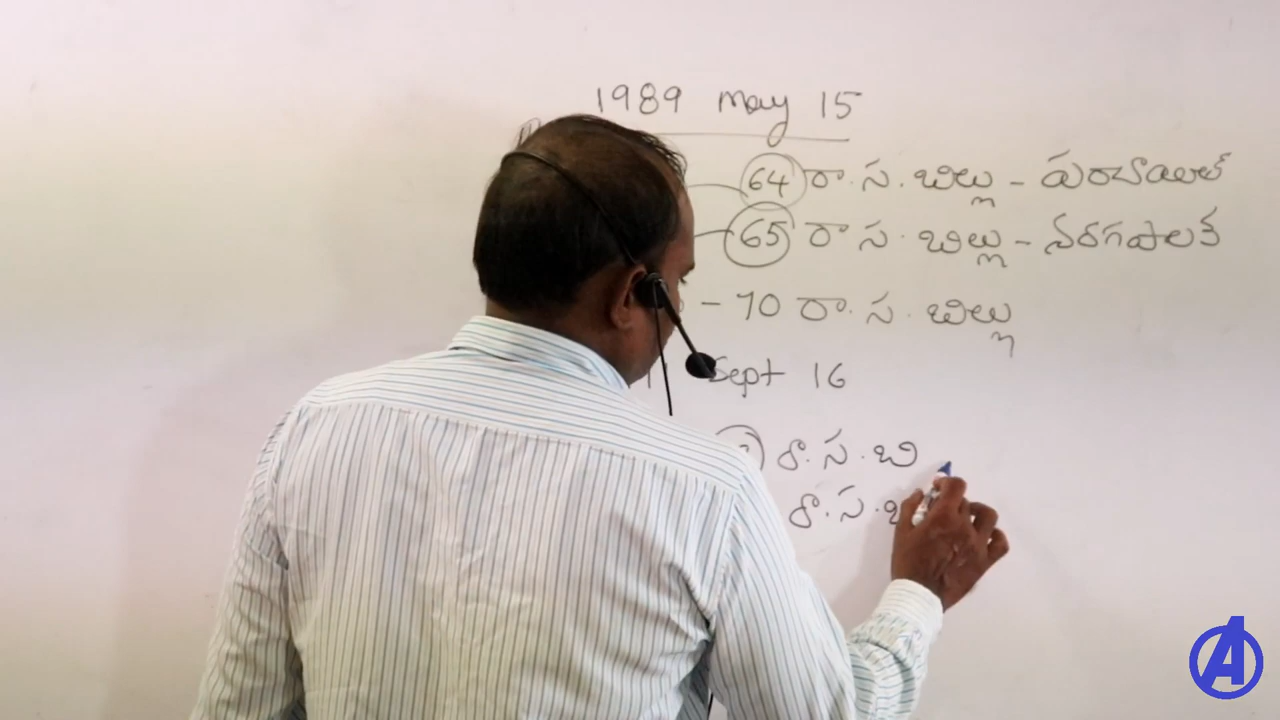 1989 May 15
64 రా.స.బిల్లు -
65 రా స. బిల్లు - నగరపాలక
- 70 రా.స. బిల్లు
Sept 16
రా.స.బి
రా.స.బి